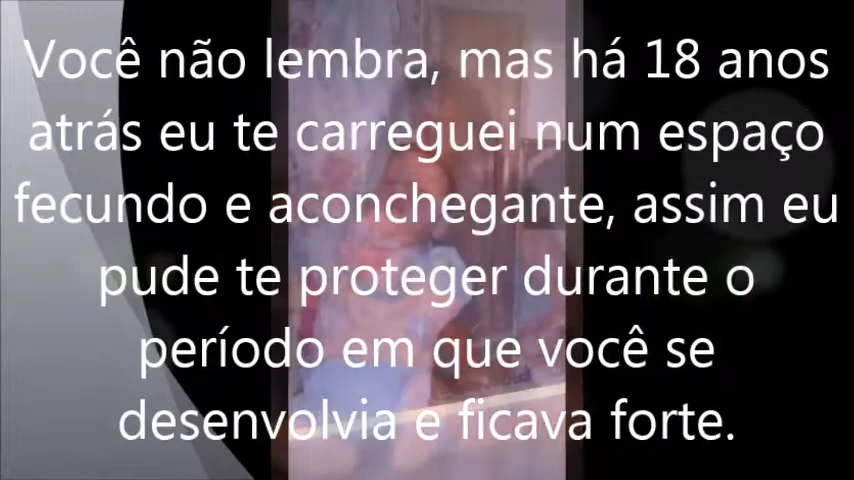 Você não lembra, mas há 18 anos
atrás eu te carreguei num espaço
fecundo e aconchegante, assim eu
pude te proteger durante o
período em que você se
desenvolvia e ficava forte.